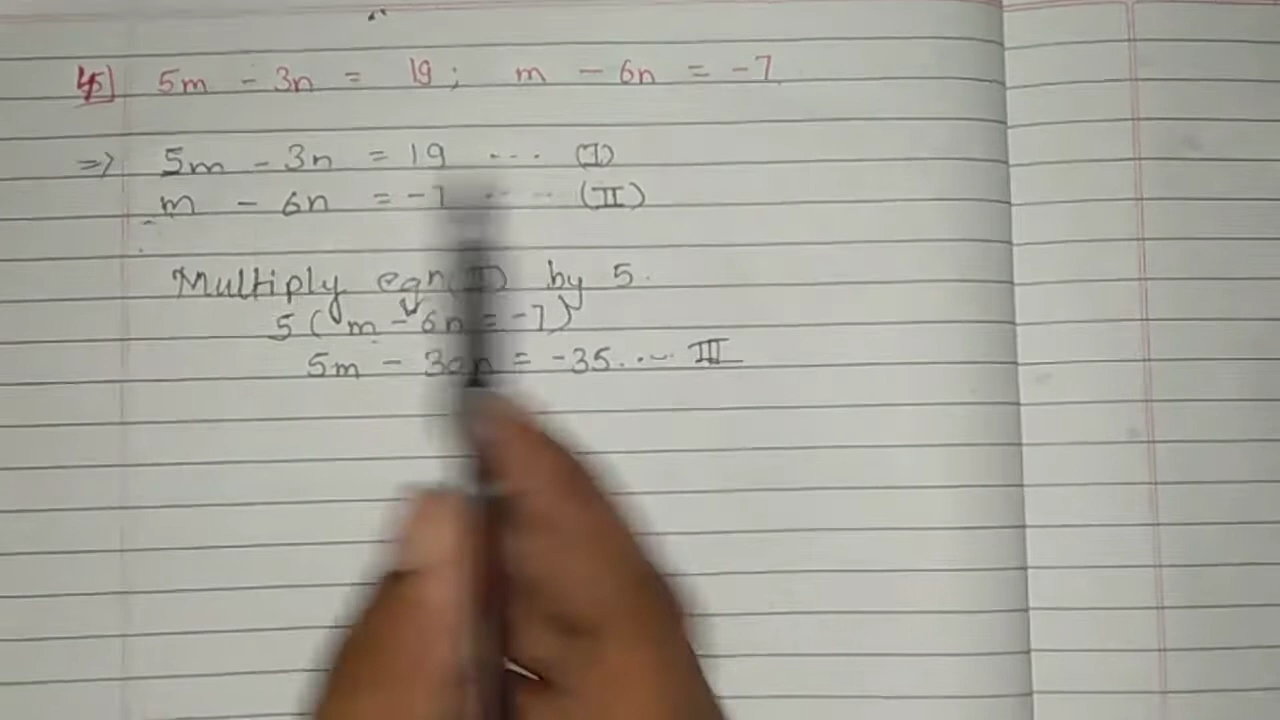 4) 5m - 3n = 19; m - 6n = -7
=> 5m - 3n = 19 ... (I)
m - 6n = -7 ... (II)
Multiply eqn(II) by 5.
5(m - 6n = -7)
5m - 30n = -35... III